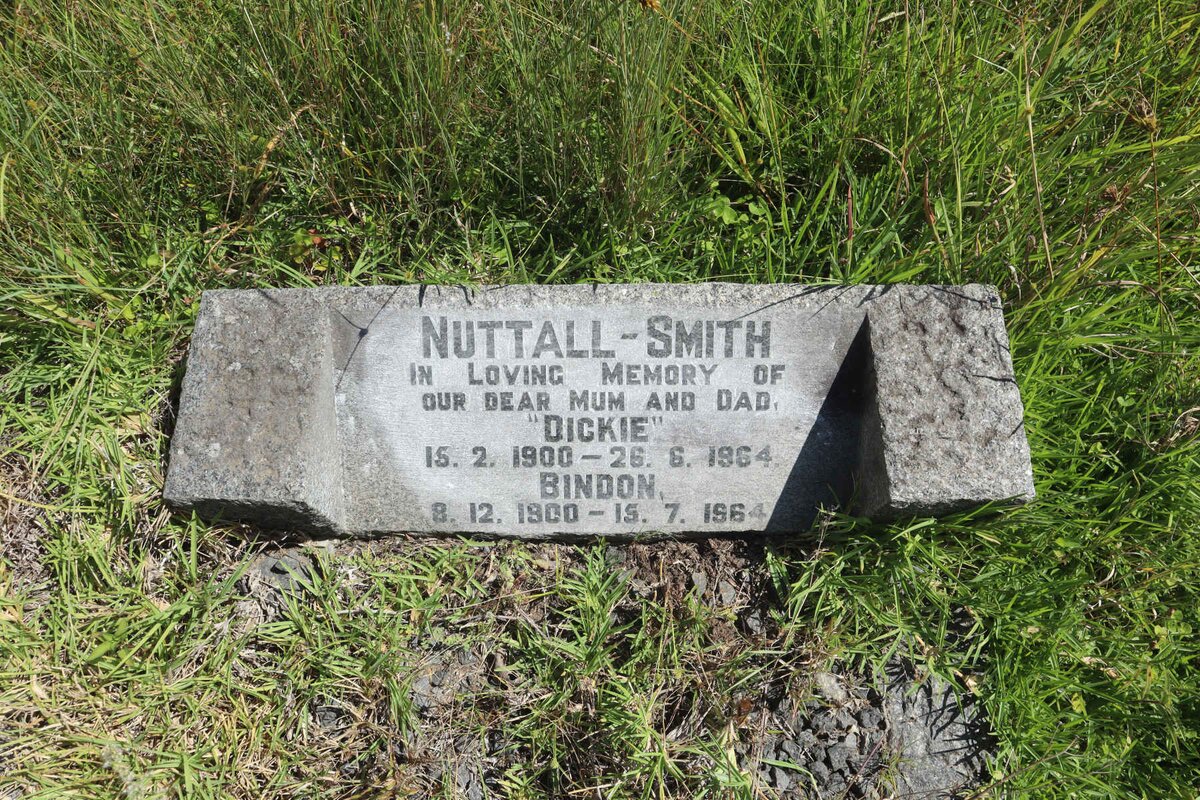 NUTTALL-SMITH
IN LOVING MEMORY OF
OUR DEAR MUM AND DAD,
"DICKIE"
15. 2. 1900 – 26. 6. 1964.
BINDON,
8. 12. 1900 – 15. 7. 1964